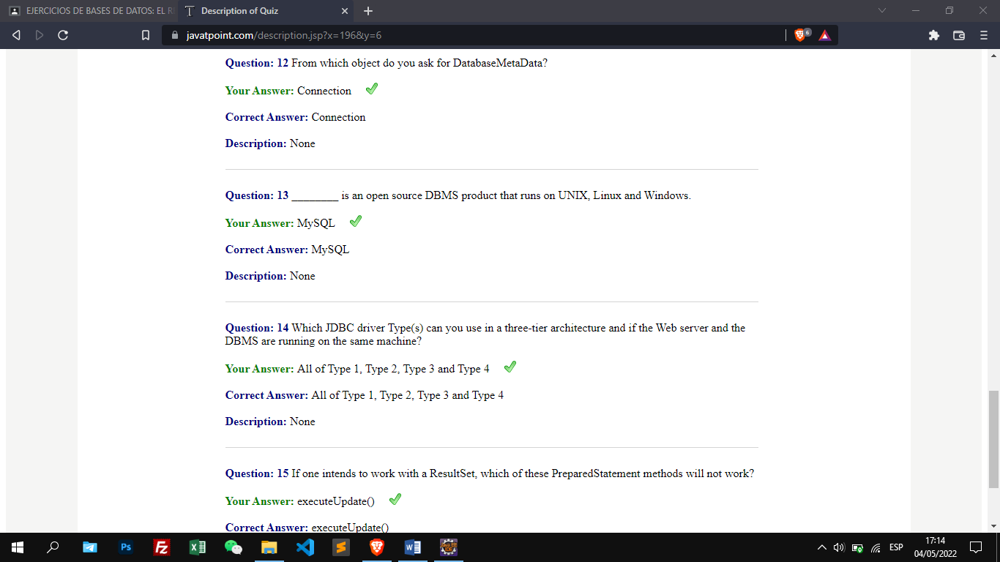 EJERCICIOS DE BASES DE DATOS: EL R
Description of Quiz
javatpoint.com/description.jsp?x=196&y=6
6
Question: 12 From which object do you ask for DatabaseMetaData?
Your Answer: Connection
Correct Answer: Connection
Description: None
Question: 13 ________ is an open source DBMS product that runs on UNIX, Linux and Windows.
Your Answer: MySQL
Correct Answer: MySQL
Description: None
Question: 14 Which JDBC driver Type(s) can you use in a three-tier architecture and if the Web server and the
DBMS are running on the same machine?
Your Answer: All of Type 1, Type 2, Type 3 and Type 4
Correct Answer: All of Type 1, Type 2, Type 3 and Type 4
Description: None
Question: 15 If one intends to work with a ResultSet, which of these PreparedStatement methods will not work?
Your Answer: executeUpdate()
Correct Answer: executeUpdate()
Ps
Fz
ESP
17:14
04/05/2022